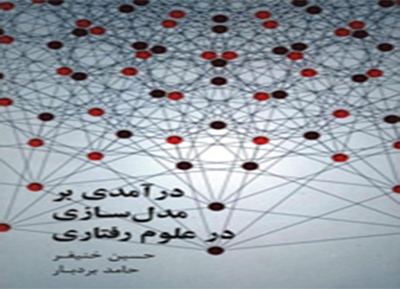 درآمدی بر
مدل‌سازی
در علوم رفتاری
حسین خنیفر
حامد بردبار